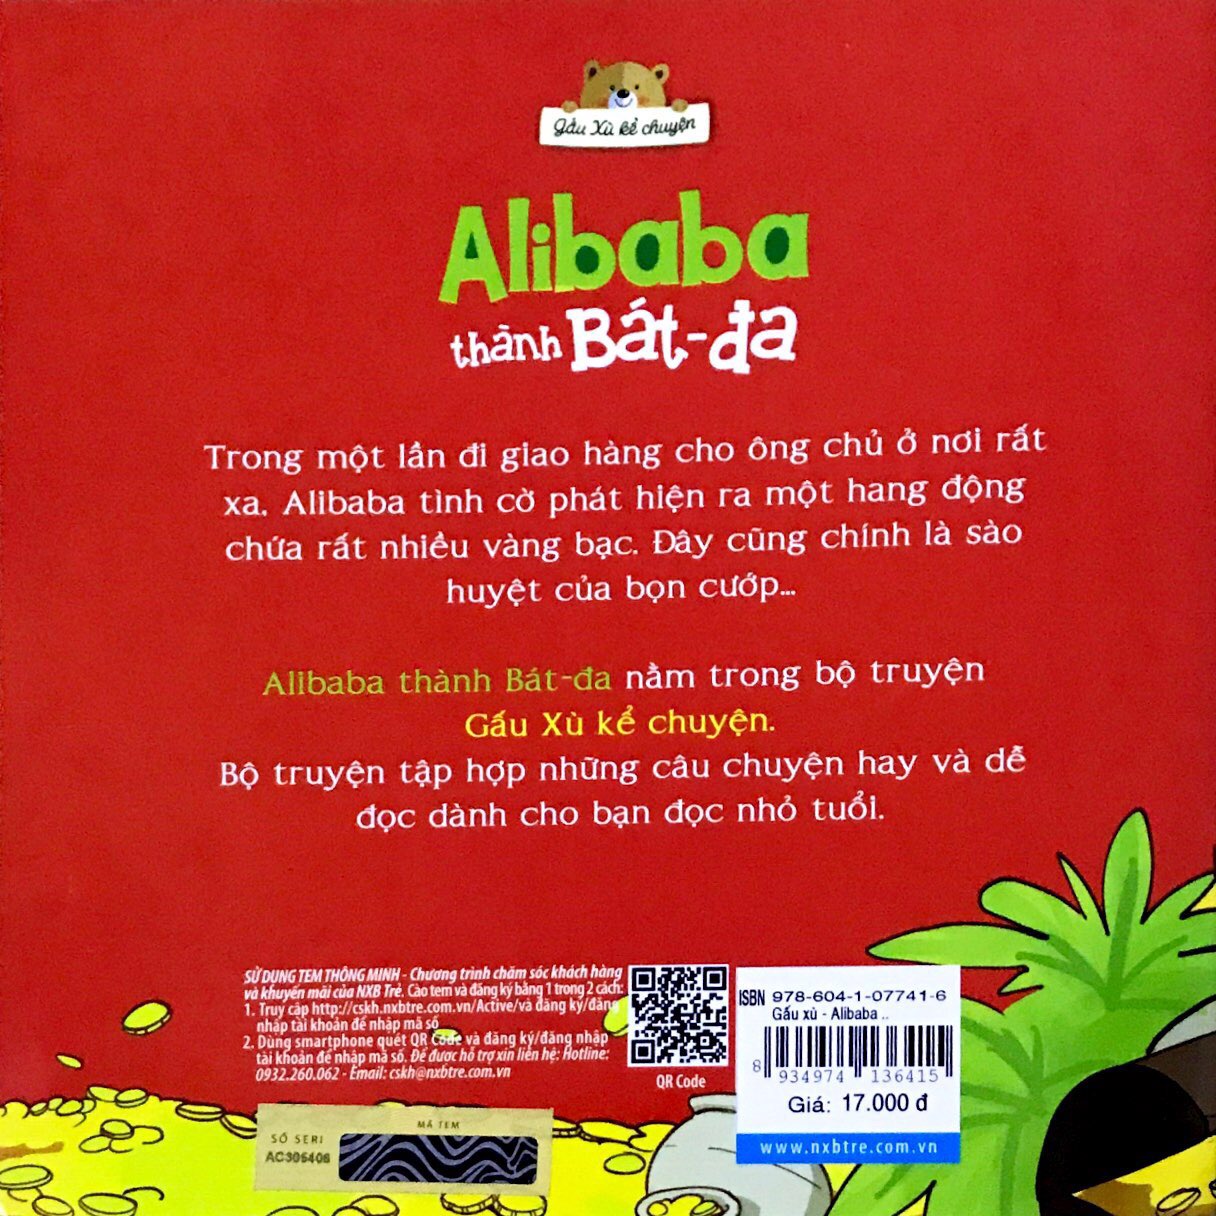 Gấu Xù kể chuyện
Alibaba
thành Bát-đa
Trong một lần đi giao hàng cho ông chủ ở nơi rất
xa. Alibaba tình cờ phát hiện ra một hang động
chứa rất nhiều vàng bạc. Đây cũng chính là sào
huyệt của bọn cướp...
Alibaba thành Bát-đa nằm trong bộ truyện
Gấu Xù kể chuyện.
Bộ truyện tập hợp những câu chuyện hay và dễ
đọc dành cho bạn đọc nhỏ tuổi.
SỬ DỤNG TEM THÔNG MINH - Chương trình chăm sóc khách hàng
và khuyến mãi của NXB Trẻ. Cào tem và đăng ký bằng 1 trong 2 cách:
1. Truy cập http://cskh.nxbtre.com.vn/Active/và đăng ký/đăng
nhập tài khoản để nhập mã số
2. Dùng smartphone quét QR Code và đăng ký/đăng nhập
tài khoản để nhập mã số. Để được hỗ trợ xin liên hệ: Hotline:
0932.260.062 - Email: cskh@nxbtre.com.vn
QR Code
ISBN 978-604-1-07741-6
Gấu xù - Alibaba ..
8 934974 136415
Giá: 17.000 đ
www.nxbtre.com.vn
MÃ TEM
SỐ SERI
AC305406